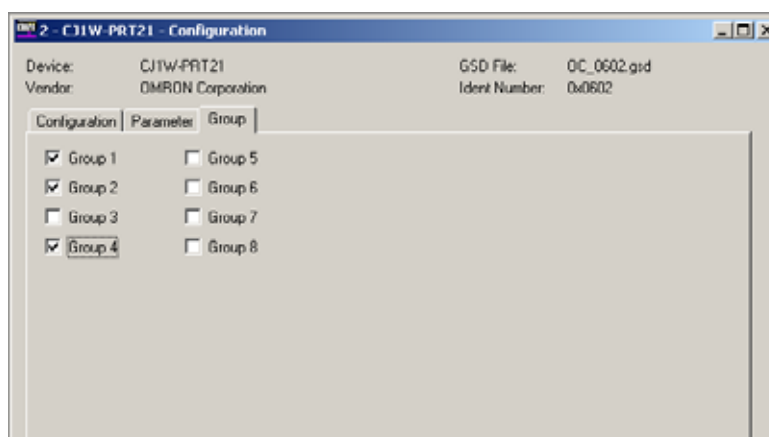 2 - CJ1W-PRT21 - Configuration
Device: CJ1W-PRT21 GSD File: OC_0602.gsd
Vendor: OMRON Corporation Ident Number: 0x0602
Configuration Parameter Group
Group 1 Group 5
Group 2 Group 6
Group 3 Group 7
Group 4 Group 8